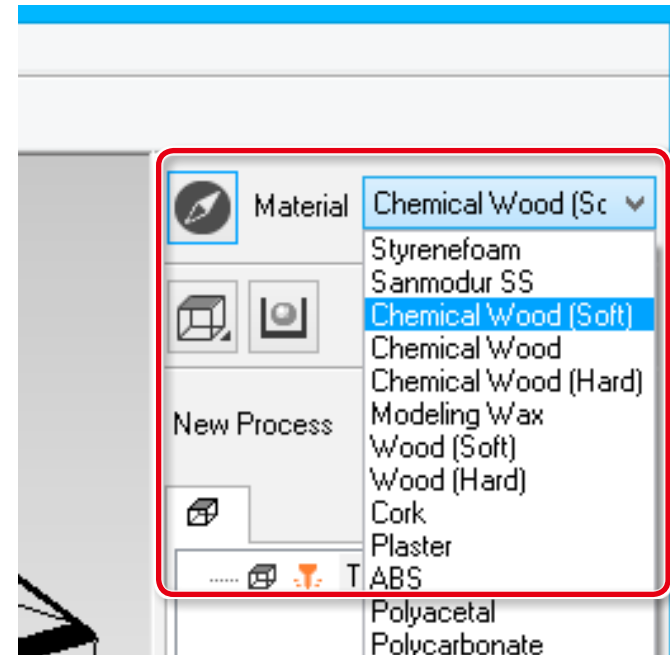 Material Chemical Wood (Sc
Styrenefoam
Sanmodur SS
Chemical Wood (Soft)
Chemical Wood
Chemical Wood (Hard)
Modeling Wax
New Process
Wood (Soft)
Wood (Hard)
Cork
Plaster
T ABS
Polyacetal
Polycarbonate